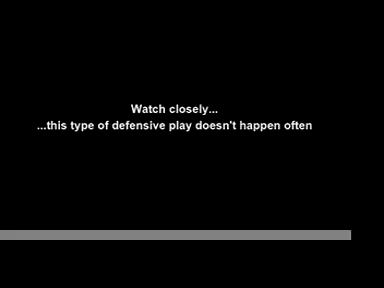 Watch closely...
...this type of defensive play doesn't happen often